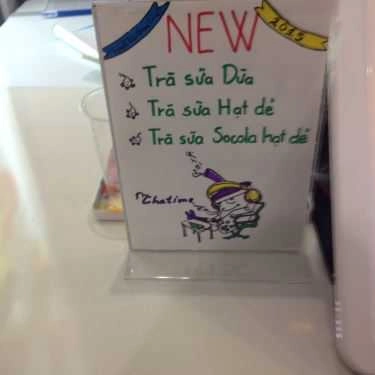 NEW
2015
Trà sữa Dừa
Trà sữa Hạt dẻ
Trà sữa Socola hạt dẻ
Chatime